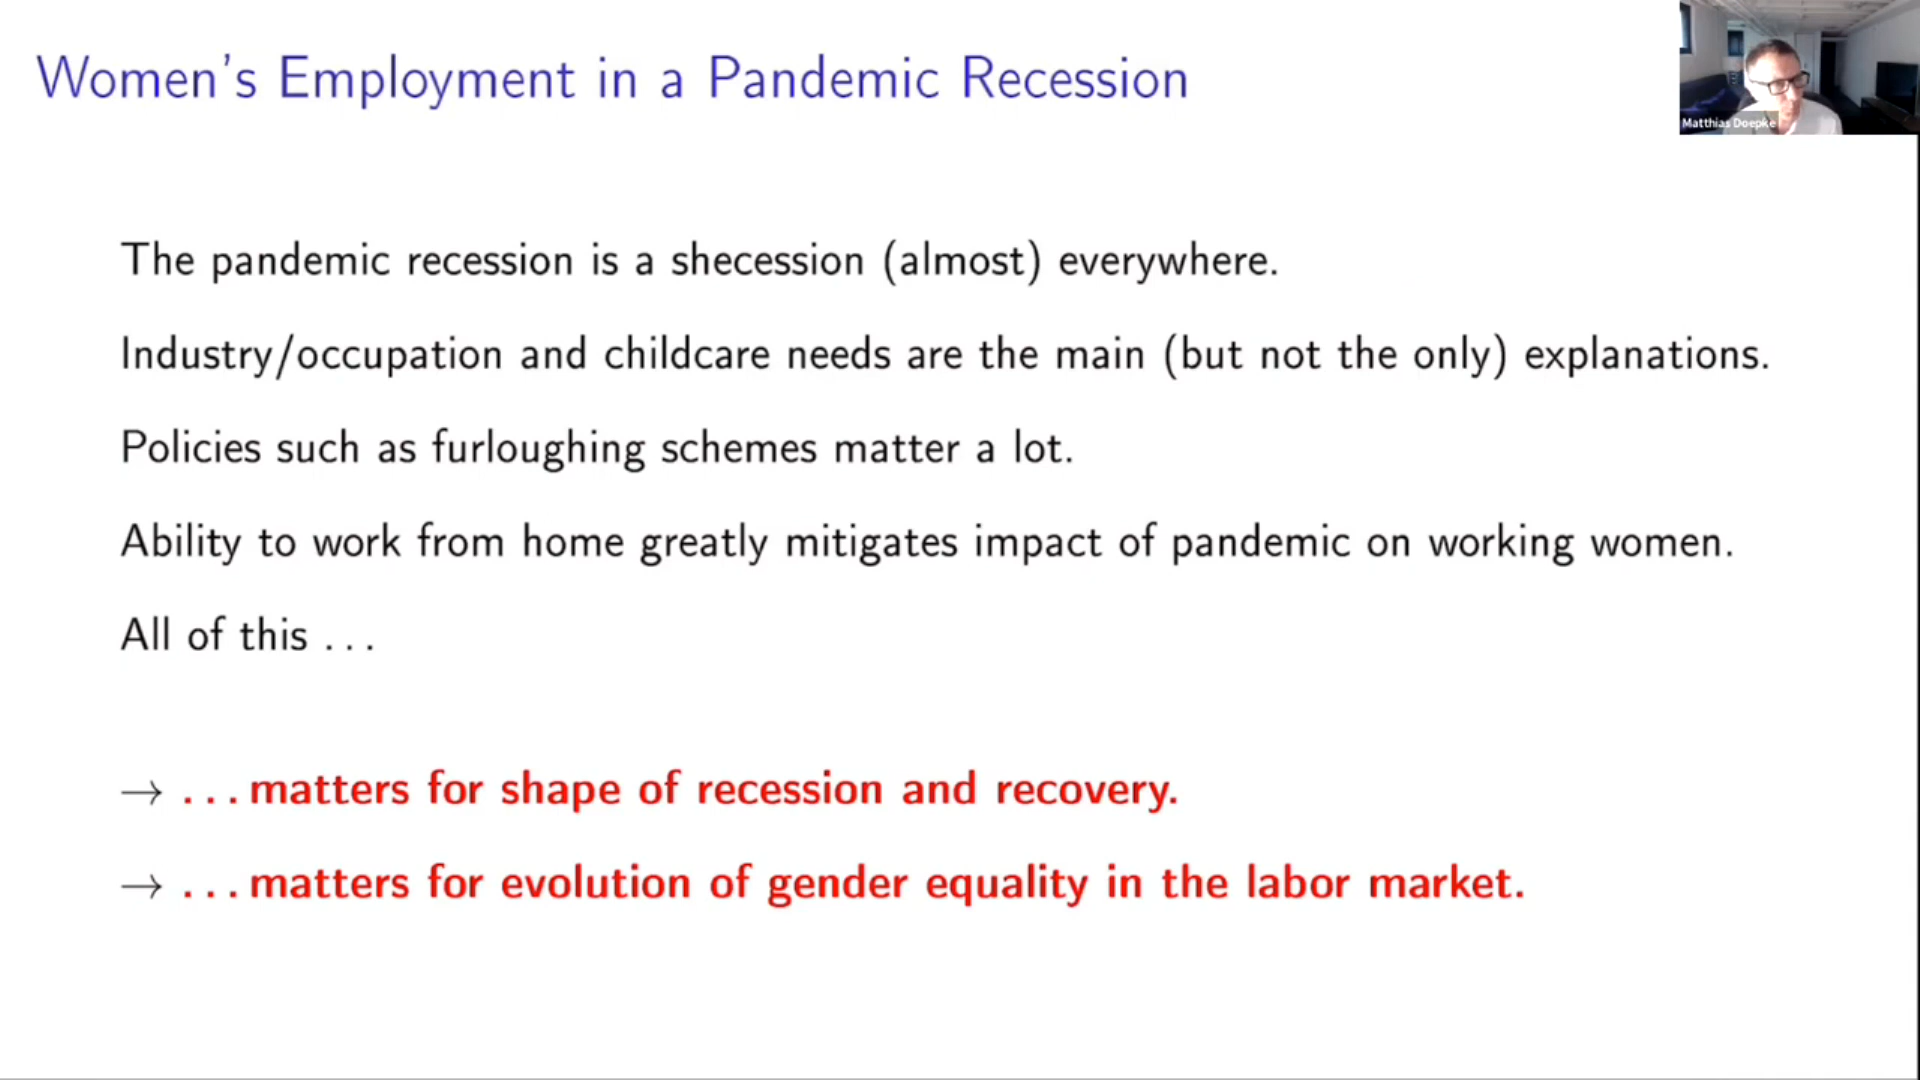 Women's Employment in a Pandemic Recession
Matthias Doepke
The pandemic recession is a shecession (almost) everywhere.
Industry/occupation and childcare needs are the main (but not the only) explanations.
Policies such as furloughing schemes matter a lot.
Ability to work from home greatly mitigates impact of pandemic on working women.
All of this . . .
→ . . . matters for shape of recession and recovery.
→ . . . matters for evolution of gender equality in the labor market.